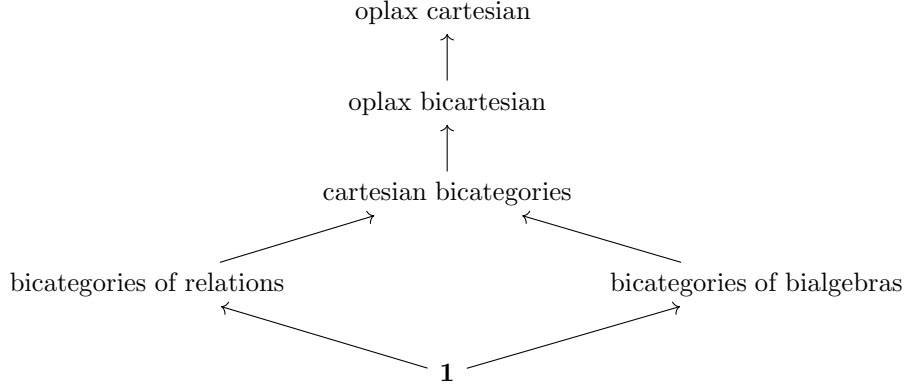 oplax cartesian
oplax bicartesian
cartesian bicategories
bicategories of relations
bicategories of bialgebras
1